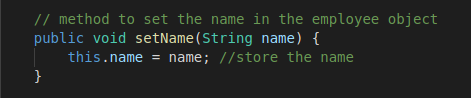 // method to set the name in the employee object
public void setName(String name) {
    this.name = name; //store the name
}